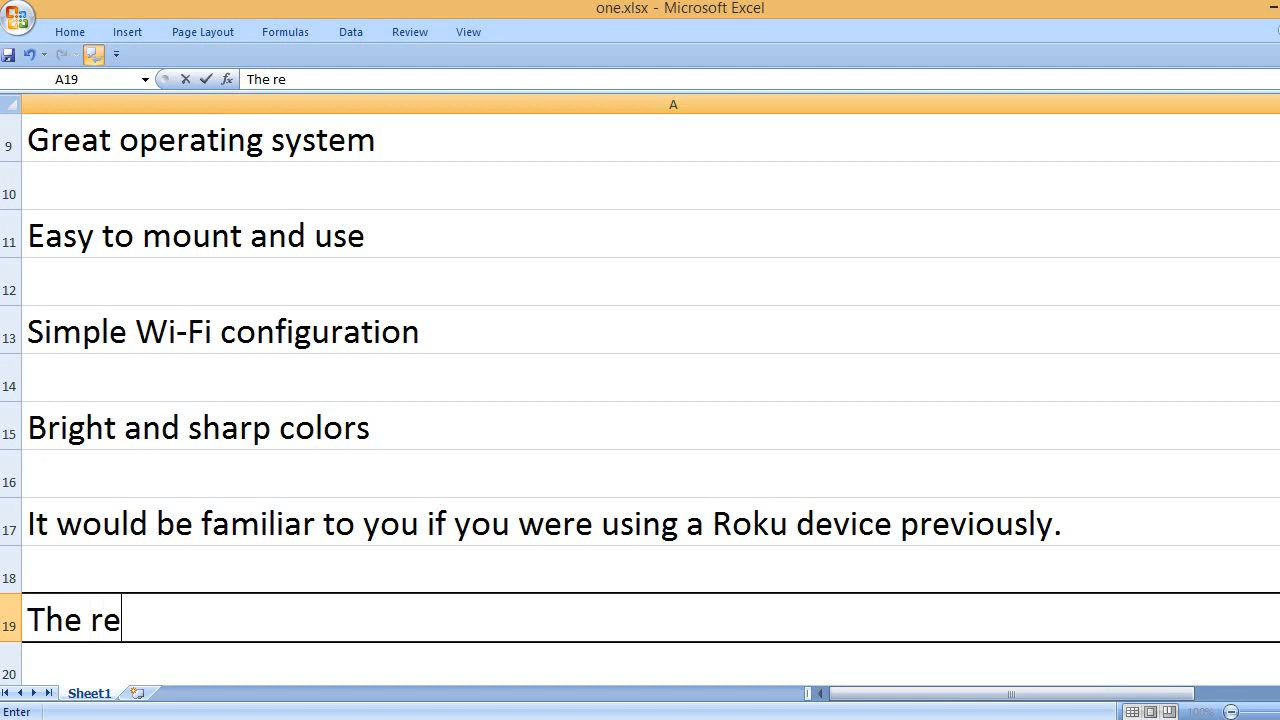 one.xlsx - Microsoft Excel
Home Insert Page Layout Formulas Data Review View
A19 fx The re
A
9 Great operating system
10
11 Easy to mount and use
12
13 Simple Wi-Fi configuration
14
15 Bright and sharp colors
16
17 It would be familiar to you if you were using a Roku device previously.
18
19 The re
20
Sheet1
Enter 100%